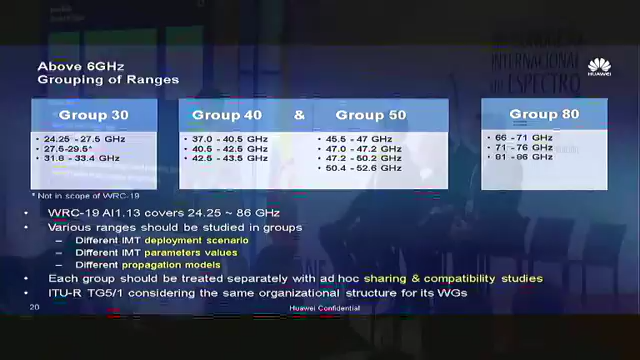 Above 6GHz
Grouping of Ranges
INTERNACIONAL
ESPECTRO
HUAWEI
Group 30
24.25 - 27.5 GHz
27.5-29.5*
31.8 - 33.4 GHz
Group 40 & Group 50
37.0 - 40.5 GHz
40.5 - 42.5 GHz
42.5 - 43.5 GHz
45.5 - 47 GHz
47.0 - 47.2 GHz
47.2 - 50.2 GHz
50.4 - 52.6 GHz
Group 80
66 - 71 GHz
71 - 76 GHz
81 - 86 GHz
* Not in scope of WRC-19
• WRC-19 AI1.13 covers 24.25 ~ 86 GHz
• Various ranges should be studied in groups
– Different IMT deployment scenario
– Different IMT parameters values
– Different propagation models
• Each group should be treated separately with ad hoc sharing & compatibility studies
• ITU-R TG5/1 considering the same organizational structure for its WGs
20
Huawei Confidential